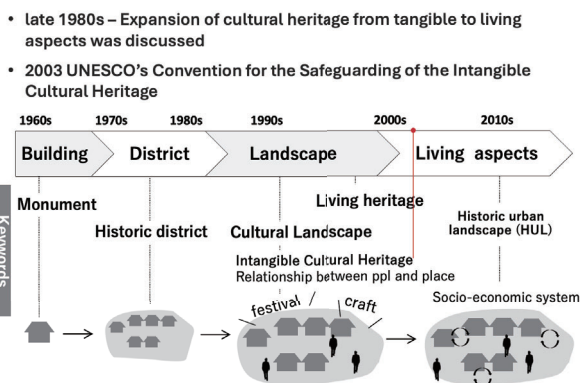 • late 1980s – Expansion of cultural heritage from tangible to living
aspects was discussed
• 2003 UNESCO's Convention for the Safeguarding of the Intangible
Cultural Heritage
1960s 1970s 1980s 1990s 2000s 2010s
Building District Landscape Living aspects
Keywords
Monument
Living heritage
Historic district
Cultural Landscape
Historic urban
landscape (HUL)
Intangible Cultural Heritage
Relationship between ppl and place
Socio-economic system
festival
craft